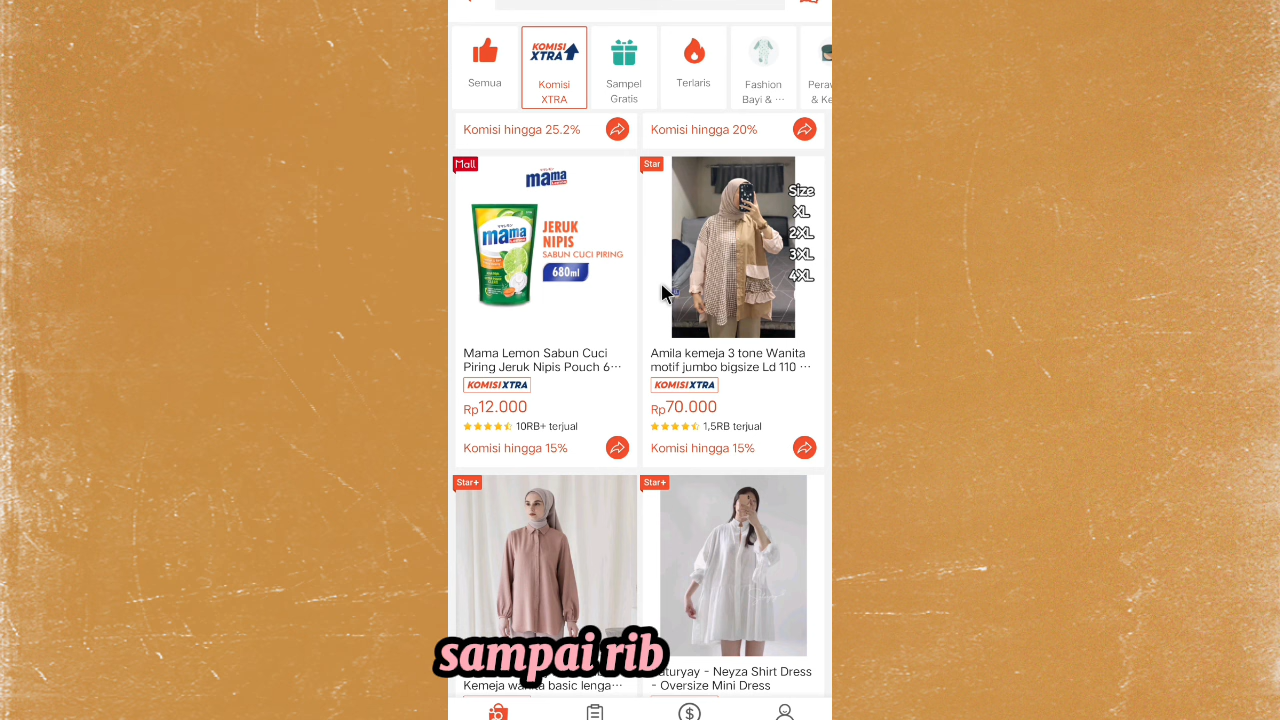 Semua
KOMISI XTRA
Komisi
XTRA
Sampel
Gratis
Terlaris
Fashion
Bayi & ...
Komisi hingga 25.2%
Komisi hingga 20%
Mall
mama
mama
JERUK
NIPIS
SABUN CUCI PIRING
680ml
Star
Size
XL
2XL
3XL
4XL
Mama Lemon Sabun Cuci
Piring Jeruk Nipis Pouch 6...
KOMISI XTRA
Rp12.000
10RB+ terjual
Komisi hingga 15%
Amila kemeja 3 tone Wanita
motif jumbo bigsize Ld 110 ...
KOMISI XTRA
Rp70.000
1,5RB terjual
Komisi hingga 15%
Star+
Star+
sampai rib
Kemeja wanita basic lenga...
- Neyza Shirt Dress
- Oversize Mini Dress